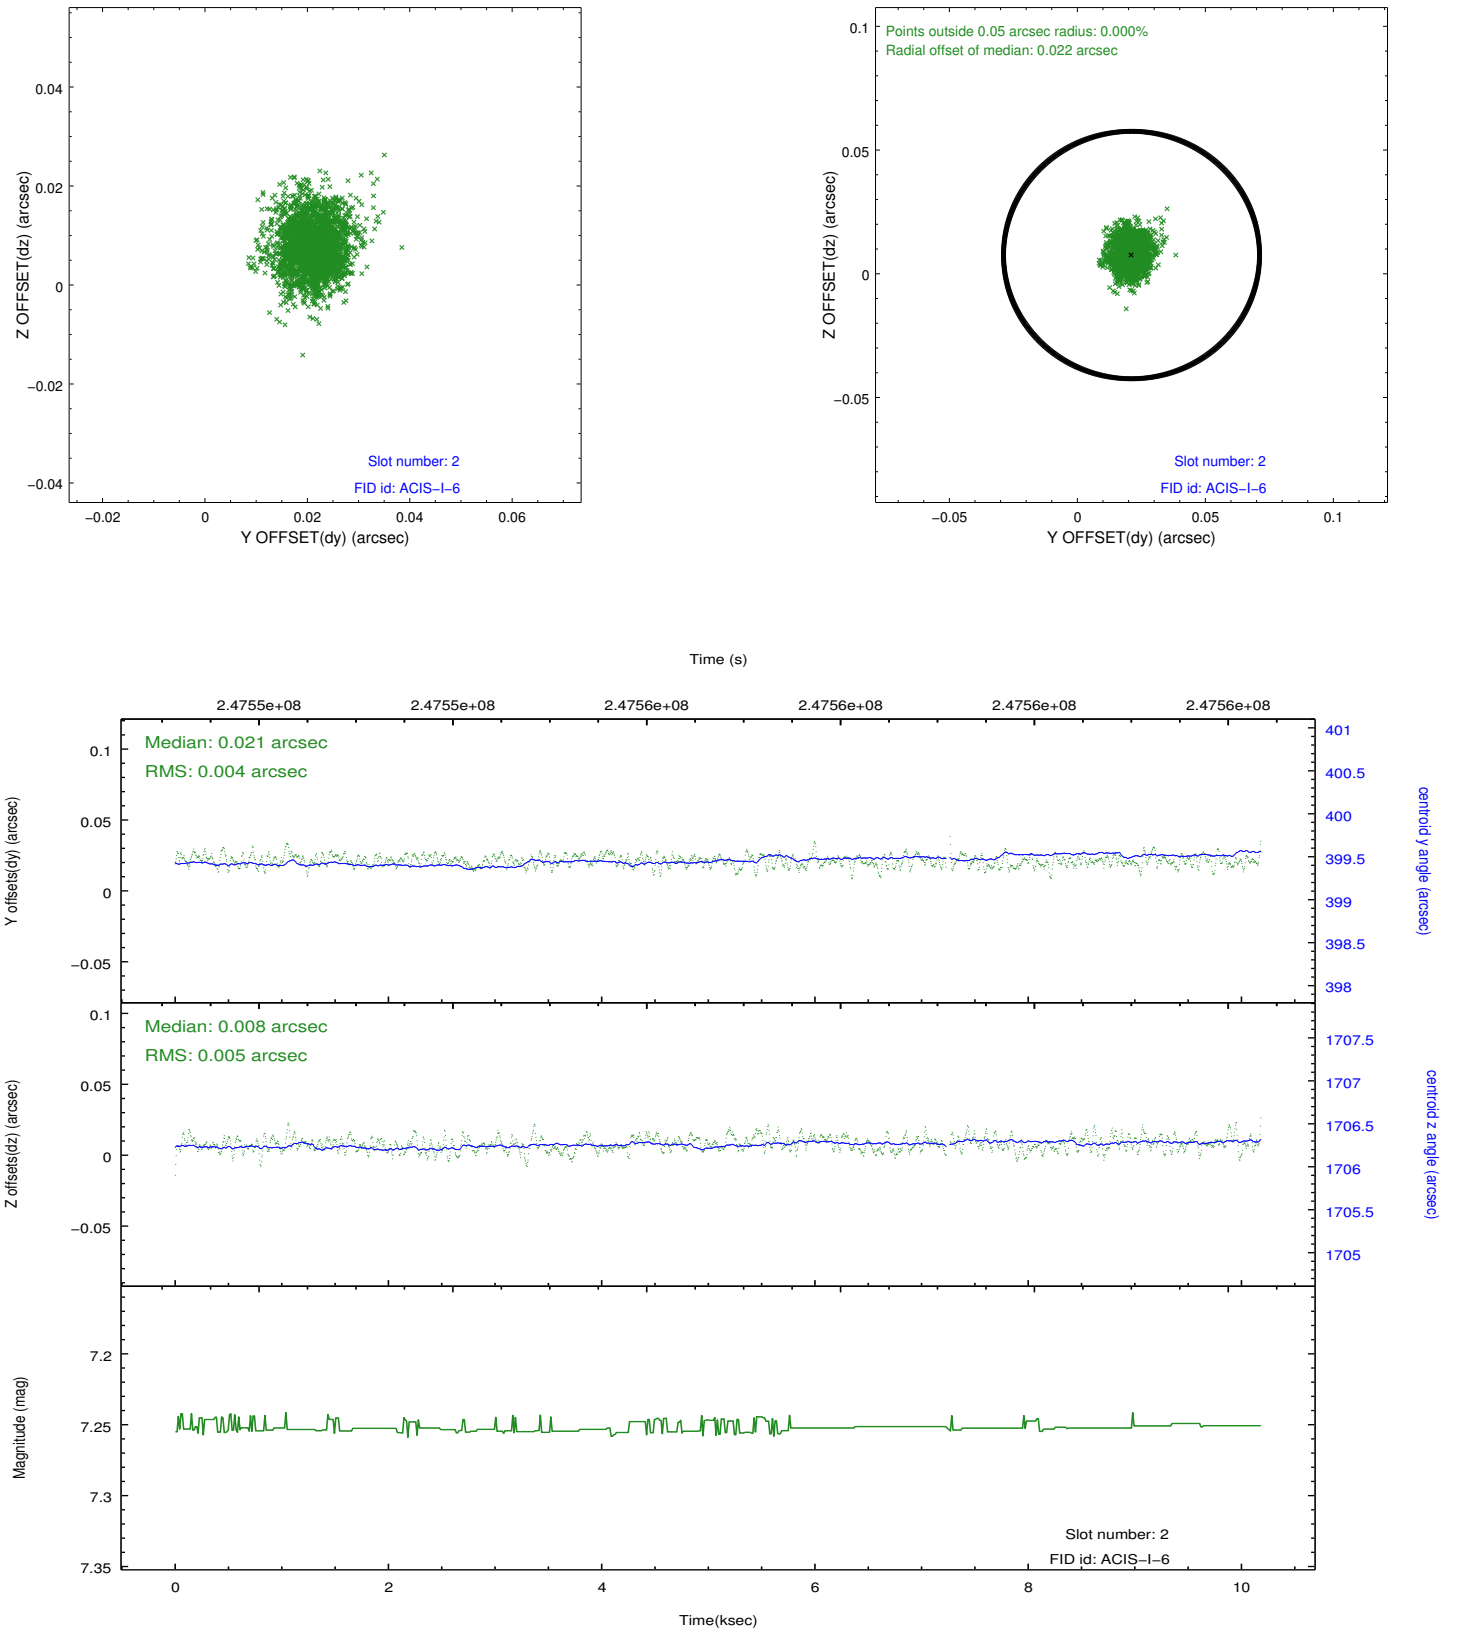 0.04
0.02
0
−0.02
−0.04
Z OFFSET(dz) (arcsec)
Slot number: 2
FID id: ACIS−I−6
−0.02 0 0.02 0.04 0.06
Y OFFSET(dy) (arcsec)
Points outside 0.05 arcsec radius: 0.000%
Radial offset of median: 0.022 arcsec
0.1
0.05
0
−0.05
Z OFFSET(dz) (arcsec)
Slot number: 2
FID id: ACIS−I−6
−0.05 0 0.05 0.1
Y OFFSET(dy) (arcsec)
Time (s)
2.4755e+08 2.4755e+08 2.4756e+08 2.4756e+08 2.4756e+08 2.4756e+08
Median: 0.021 arcsec
RMS: 0.004 arcsec
0.1
0.05
0
−0.05
Y offsets(dy) (arcsec)
401
400.5
400
399.5
399
398.5
398
centroid y angle (arcsec)
Median: 0.008 arcsec
RMS: 0.005 arcsec
0.1
0.05
0
−0.05
Z offsets(dz) (arcsec)
1707.5
1707
1706.5
1706
1705.5
1705
centroid z angle (arcsec)
7.2
7.25
7.3
7.35
Magnitude (mag)
Slot number: 2
FID id: ACIS−I−6
0 2 4 6 8 10
Time(ksec)